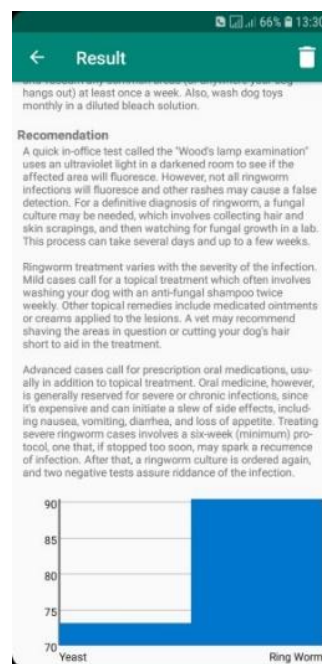 66% 13:30
Result
hangs out) at least once a week. Also, wash dog toys
monthly in a diluted bleach solution.
Recomendation
A quick in-office test called the "Wood's lamp examination"
uses an ultraviolet light in a darkened room to see if the
affected area will fluoresce. However, not all ringworm
infections will fluoresce and other rashes may cause a false
detection. For a definitive diagnosis of ringworm, a fungal
culture may be needed, which involves collecting hair and
skin scrapings, and then watching for fungal growth in a lab.
This process can take several days and up to a few weeks.
Ringworm treatment varies with the severity of the infection.
Mild cases call for a topical treatment which often involves
washing your dog with an anti-fungal shampoo twice
weekly. Other topical remedies include medicated ointments
or creams applied to the lesions. A vet may recommend
shaving the areas in question or cutting your dog's hair
short to aid in the treatment.
Advanced cases call for prescription oral medications, usu-
ally in addition to topical treatment. Oral medicine, however,
is generally reserved for severe or chronic infections, since
it's expensive and can initiate a slew of side effects, includ-
ing nausea, vomiting, diarrhea, and loss of appetite. Treating
severe ringworm cases involves a six-week (minimum) pro-
tocol, one that, if stopped too soon, may spark a recurrence
of infection. After that, a ringworm culture is ordered again,
and two negative tests assure riddance of the infection.
90
85
80
75
70
Yeast Ring Worm